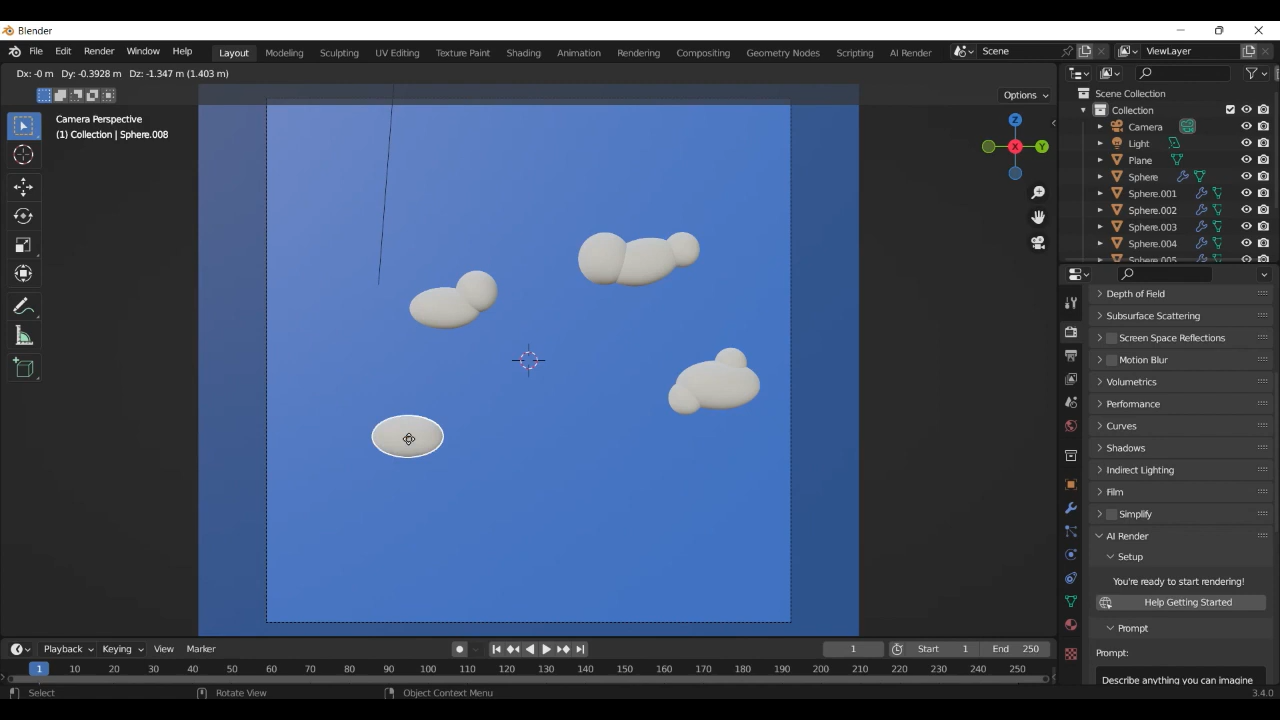 Blender
File Edit Render Window Help Layout Modeling Sculpting UV Editing Texture Paint Shading Animation Rendering Compositing Geometry Nodes Scripting AI Render Scene ViewLayer
Dx: -0 m Dy: -0.3928 m Dz: -1.347 m (1.403 m)
Options
Camera Perspective
(1) Collection | Sphere.008
Z
X
Y
Scene Collection
Collection
Camera
Light
Plane
Sphere
Sphere.001
Sphere.002
Sphere.003
Sphere.004
Sphere.005
Depth of Field
Subsurface Scattering
Screen Space Reflections
Motion Blur
Volumetrics
Performance
Curves
Shadows
Indirect Lighting
Film
Simplify
AI Render
Setup
You're ready to start rendering!
Help Getting Started
Prompt
Prompt:
Describe anything you can imagine
Playback Keying View Marker 1 Start 1 End 250
1 10 20 30 40 50 60 70 80 90 100 110 120 130 140 150 160 170 180 190 200 210 220 230 240 250
Select Rotate View Object Context Menu 3.4.0